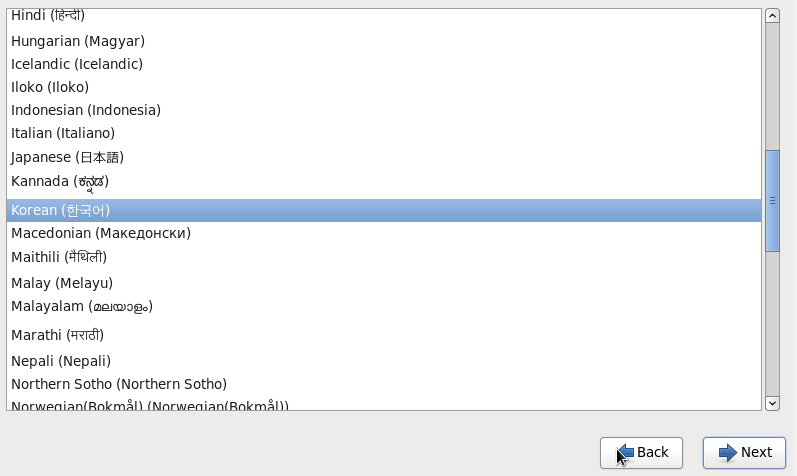 Hindi (हिन्दी)
Hungarian (Magyar)
Icelandic (Icelandic)
Iloko (Iloko)
Indonesian (Indonesia)
Italian (Italiano)
Japanese (日本語)
Kannada (ಕನ್ನಡ)
Korean (한국어)
Macedonian (Македонски)
Maithili (मैथिली)
Malay (Melayu)
Malayalam (മലയാളം)
Marathi (मराठी)
Nepali (Nepali)
Northern Sotho (Northern Sotho)
Norwegian(Bokmål) (Norwegian(Bokmål))
Back Next